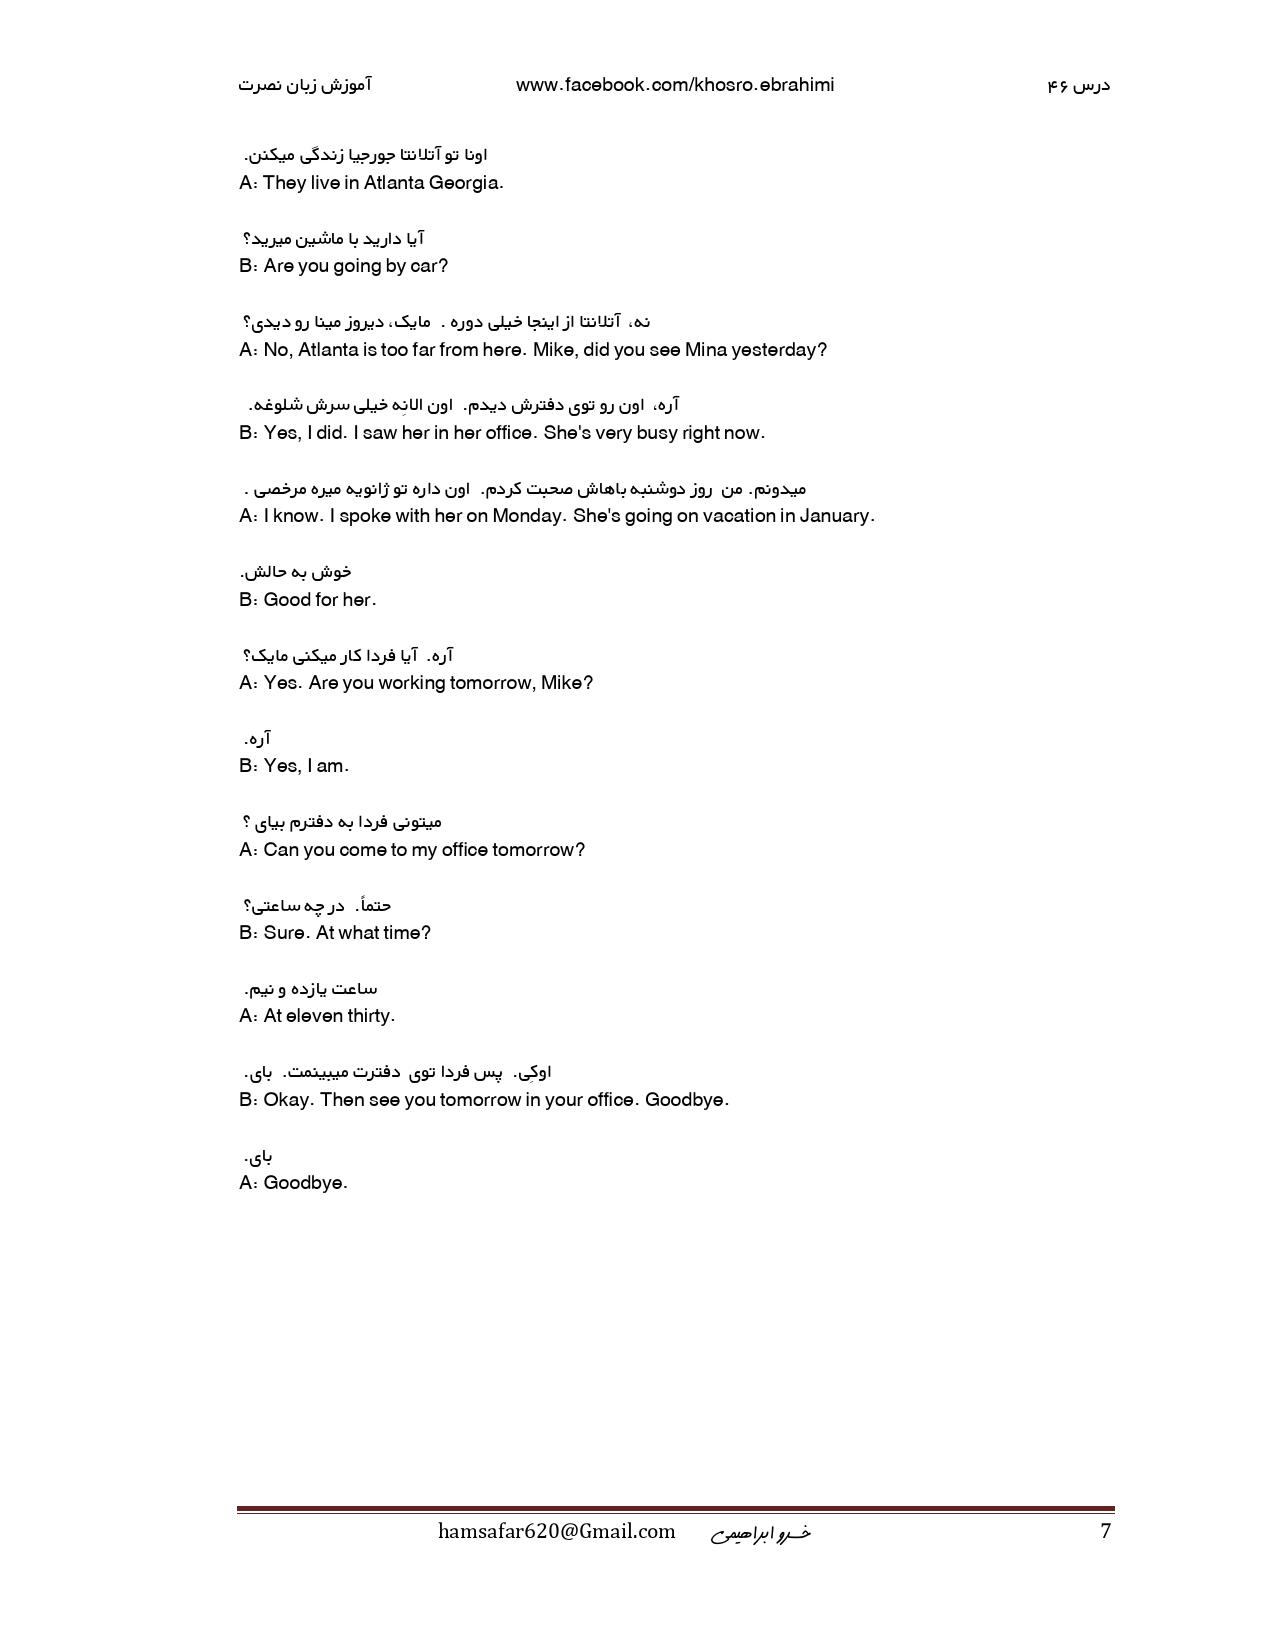 درس ۴۶ www.facebook.com/khosro.ebrahimi آموزش زبان نصرت
اونا تو آتلانتا جورجیا زندگی میکنن.
A: They live in Atlanta Georgia.
آیا دارید با ماشین میرید؟
B: Are you going by car?
نه، آتلانتا از اینجا خیلی دوره . مایک، دیروز مینا رو دیدی؟
A: No, Atlanta is too far from here. Mike, did you see Mina yesterday?
آره، اون رو توی دفترش دیدم. اون الانِه خیلی سرش شلوغه.
B: Yes, I did. I saw her in her office. She's very busy right now.
میدونم. من روز دوشنبه باهاش صحبت کردم. اون داره تو ژانویه میره مرخصی .
A: I know. I spoke with her on Monday. She's going on vacation in January.
خوش به حالش.
B: Good for her.
آره. آیا فردا کار میکنی مایک؟
A: Yes. Are you working tomorrow, Mike?
آره.
B: Yes, I am.
میتونی فردا به دفترم بیای ؟
A: Can you come to my office tomorrow?
حتماً. در چه ساعتی؟
B: Sure. At what time?
ساعت یازده و نیم.
A: At eleven thirty.
اوکِی. پس فردا توی دفترت میبینمت. بای.
B: Okay. Then see you tomorrow in your office. Goodbye.
بای.
A: Goodbye.
hamsafar620@Gmail.com خسرو ابراهیمی 7